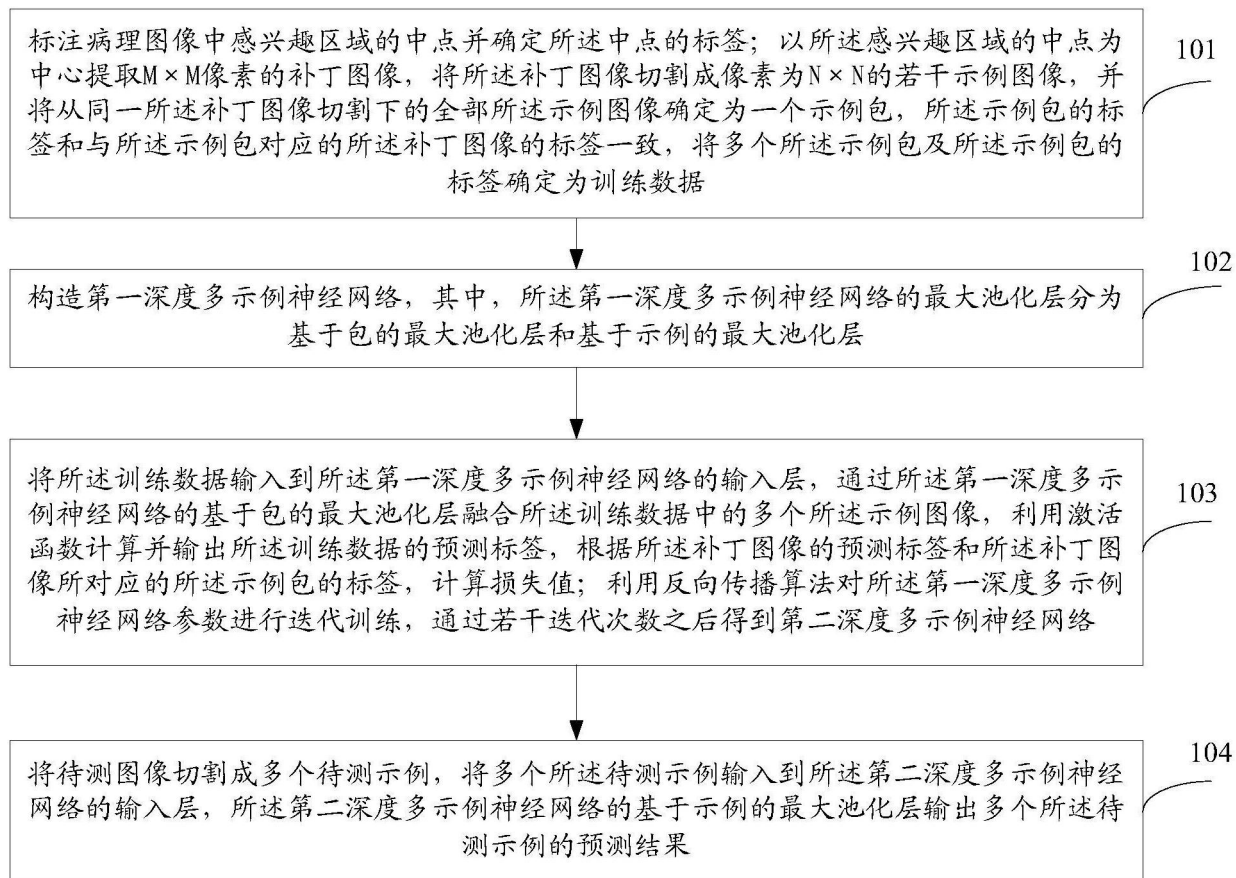 标注病理图像中感兴趣区域的中点并确定所述中点的标签；以所述感兴趣区域的中点为
中心提取M×M像素的补丁图像，将所述补丁图像切割成像素为N×N的若干示例图像，并
将从同一所述补丁图像切割下的全部所述示例图像确定为一个示例包，所述示例包的标
签和与所述示例包对应的所述补丁图像的标签一致，将多个所述示例包及所述示例包的
标签确定为训练数据
101
构造第一深度多示例神经网络，其中，所述第一深度多示例神经网络的最大池化层分为
基于包的最大池化层和基于示例的最大池化层
102
将所述训练数据输入到所述第一深度多示例神经网络的输入层，通过所述第一深度多示
例神经网络的基于包的最大池化层融合所述训练数据中的多个所述示例图像，利用激活
函数计算并输出所述训练数据的预测标签，根据所述补丁图像的预测标签和所述补丁图
像所对应的所述示例包的标签，计算损失值；利用反向传播算法对所述第一深度多示例
神经网络参数进行迭代训练，通过若干迭代次数之后得到第二深度多示例神经网络
103
将待测图像切割成多个待测示例，将多个所述待测示例输入到所述第二深度多示例神经
网络的输入层，所述第二深度多示例神经网络的基于示例的最大池化层输出多个所述待
测示例的预测结果
104